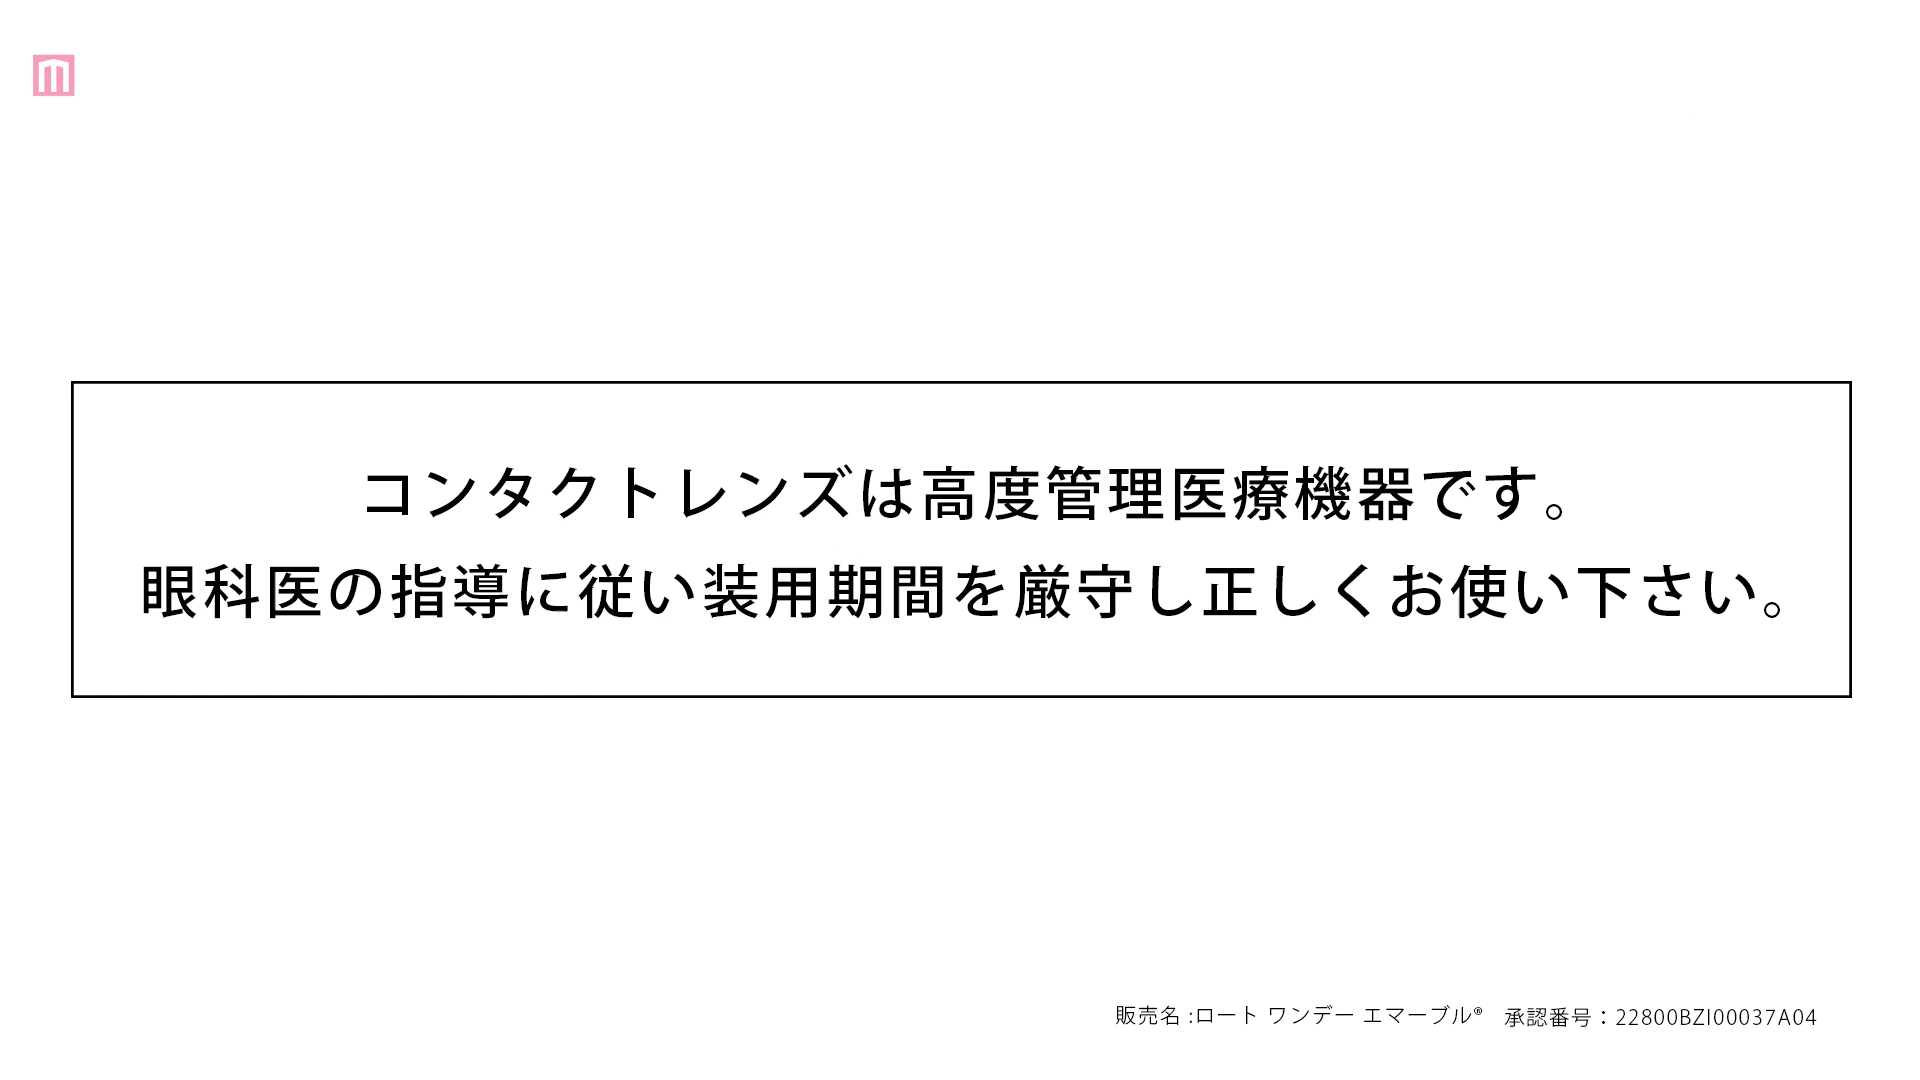 コンタクトレンズは高度管理医療機器です。
眼科医の指導に従い装用期間を厳守し正しくお使い下さい。
販売名 :ロート ワンデー エマーブル® 承認番号：22800BZI00037A04